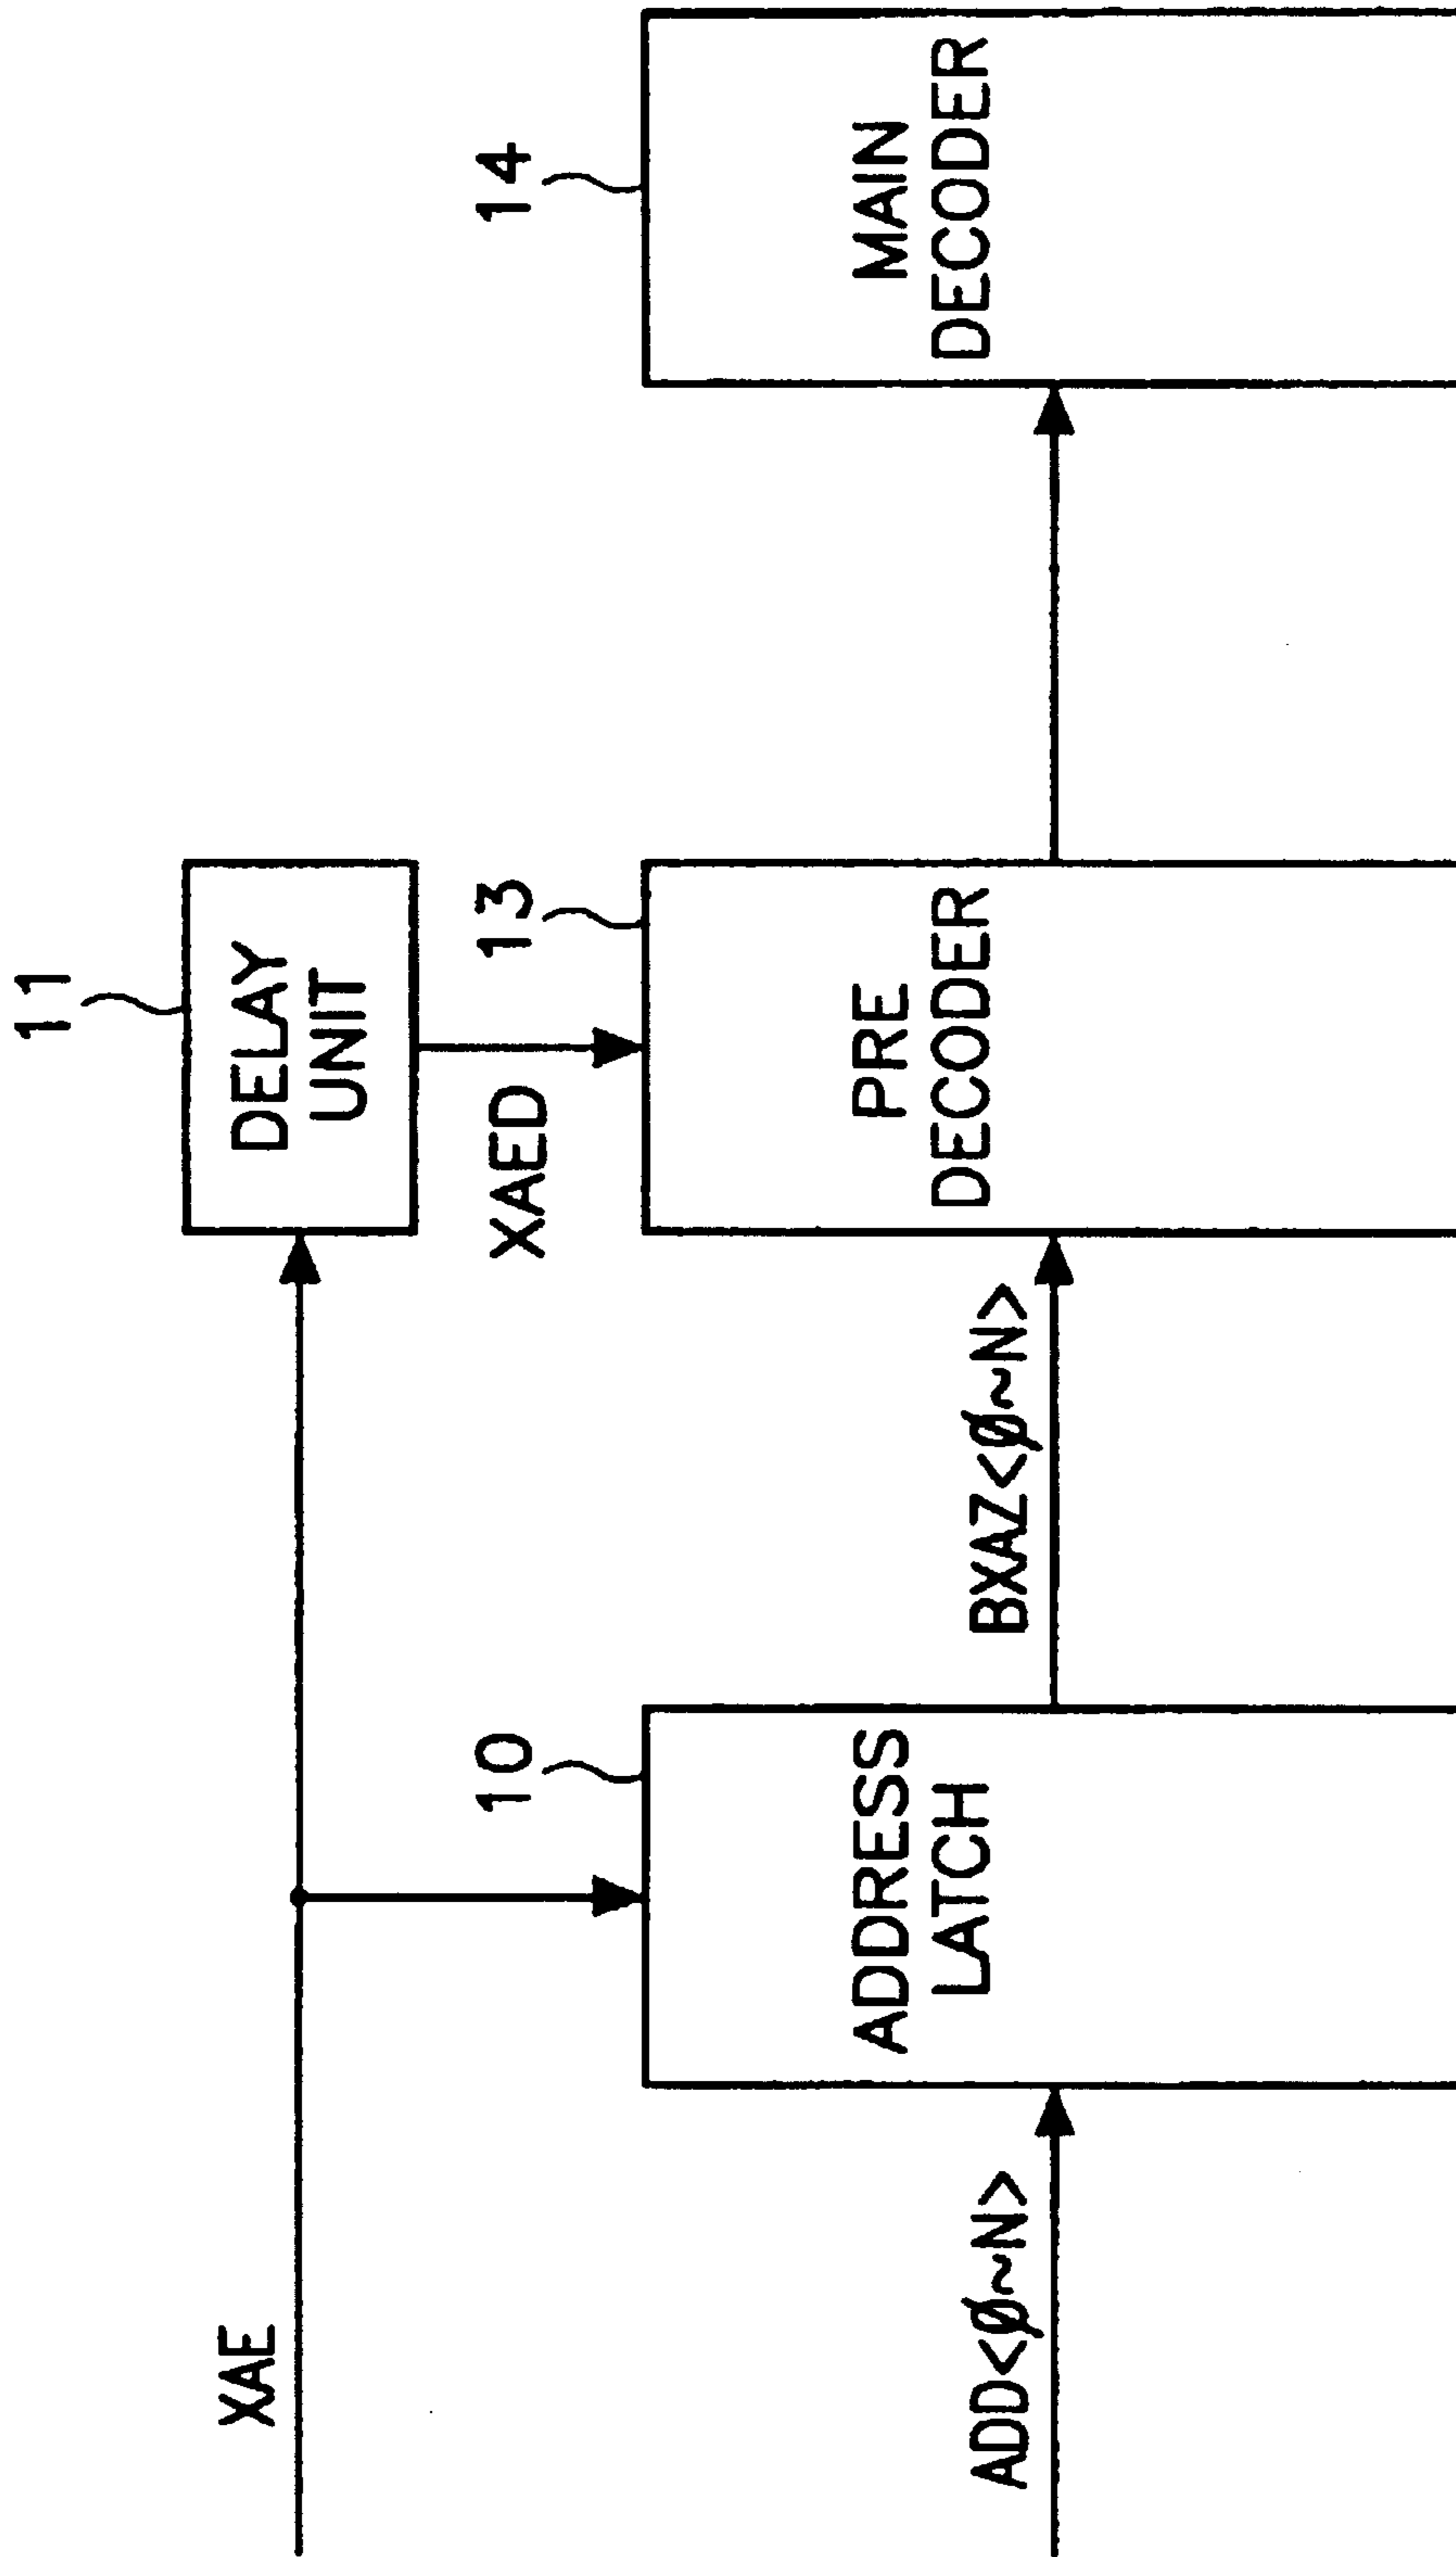 11
DELAY
UNIT
XAE
XAED
10
13
14
ADDRESS
LATCH
PRE
DECODER
MAIN
DECODER
ADD<Ø~N>
BXAZ<Ø~N>